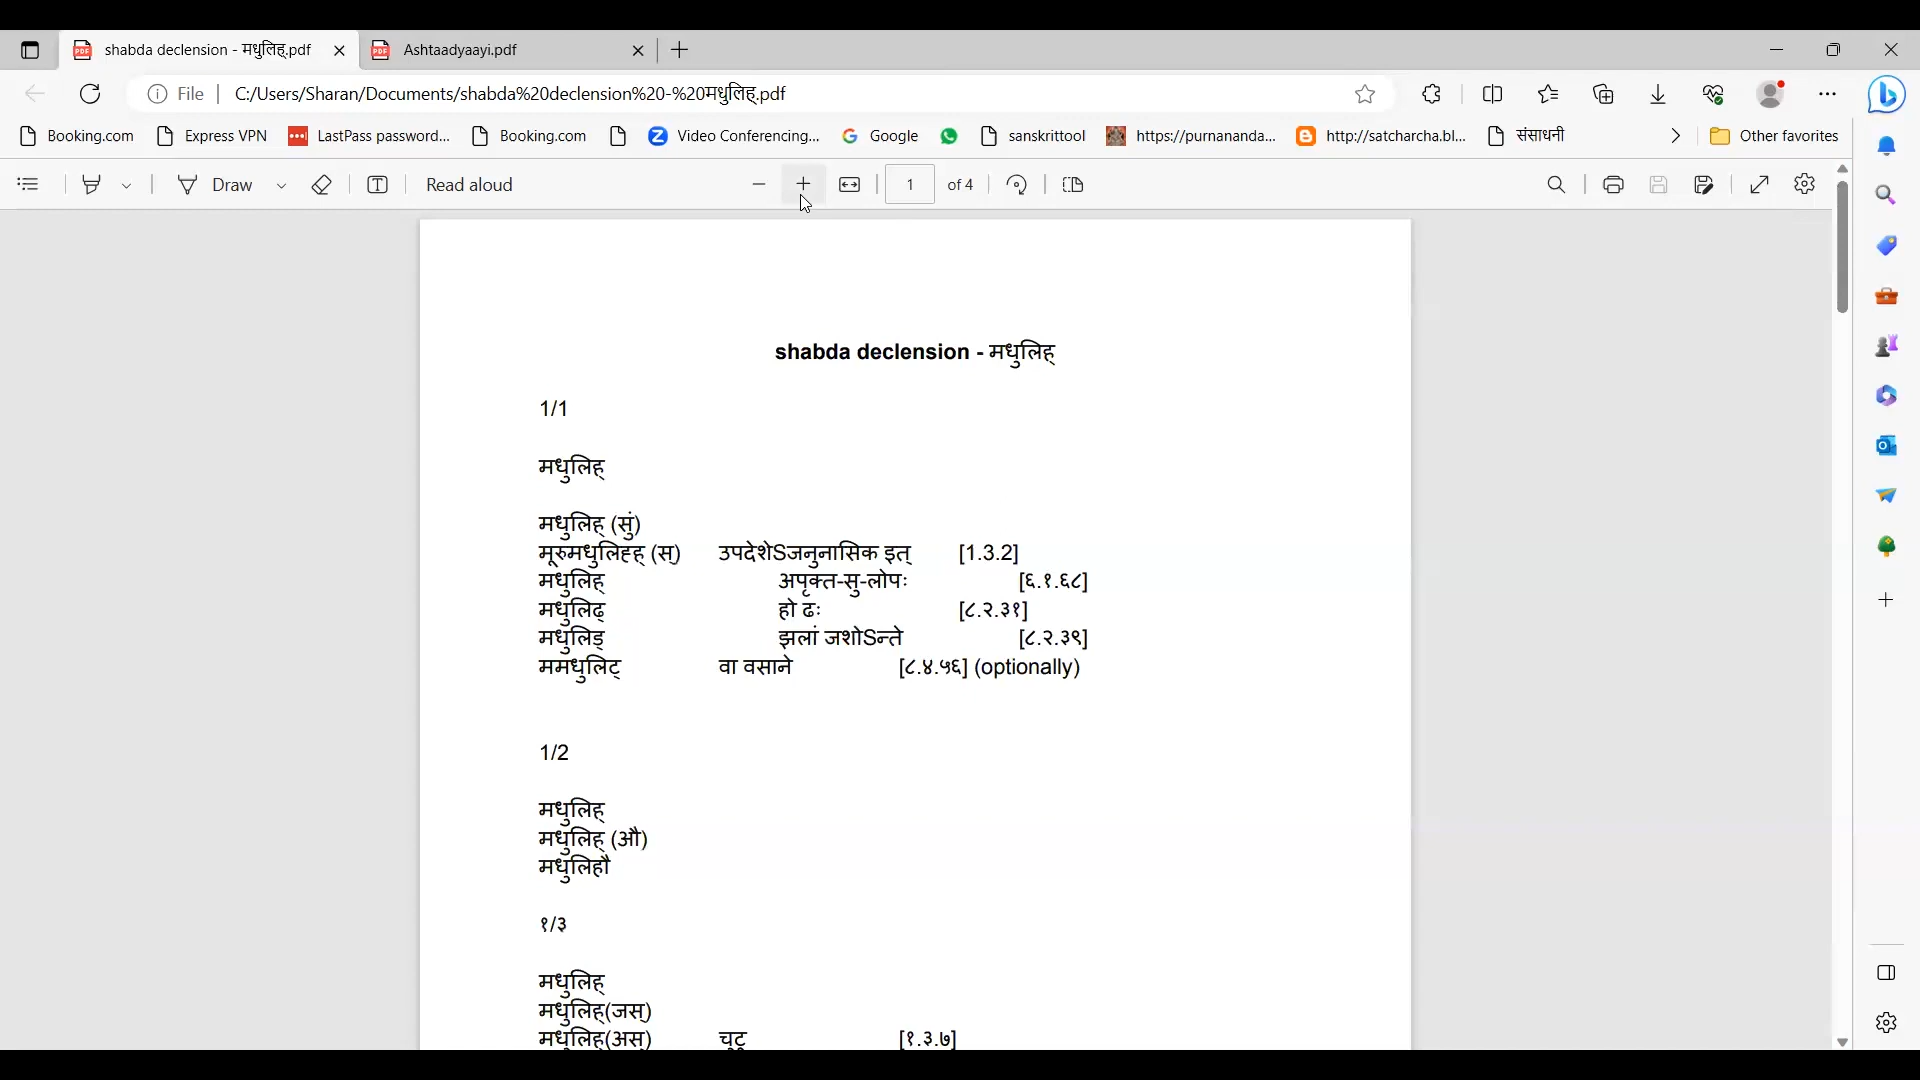 shabda declension - मधुलिह्.pdf
Ashtaadyaayi.pdf
File
C:/Users/Sharan/Documents/shabda%20declension%20-%20मधुलिह्.pdf
Booking.com Express VPN LastPass password... Booking.com Video Conferencing... Google sanskrittool https://purnananda... http://satcharcha.bl... संसाधनी Other favorites
Draw Read aloud 1 of 4
shabda declension - मधुलिह्
1/1
मधुलिह्
मधुलिह् (सुं)
मूरुमधुलिह्ह् (स्) उपदेशेSजनुनासिक इत् [1.3.2]
मधुलिह् अपृक्त-सु-लोपः [६.१.६८]
मधुलिढ् हो ढः [८.२.३१]
मधुलिड् झलां जशोSन्ते [८.२.३९]
ममधुलिट् वा वसाने [८.४.५६] (optionally)
1/2
मधुलिह्
मधुलिह् (औ)
मधुलिहौ
१/३
मधुलिह्
मधुलिह्(जस्)
मधुलिह्(अस्) चुटू [१.३.७]